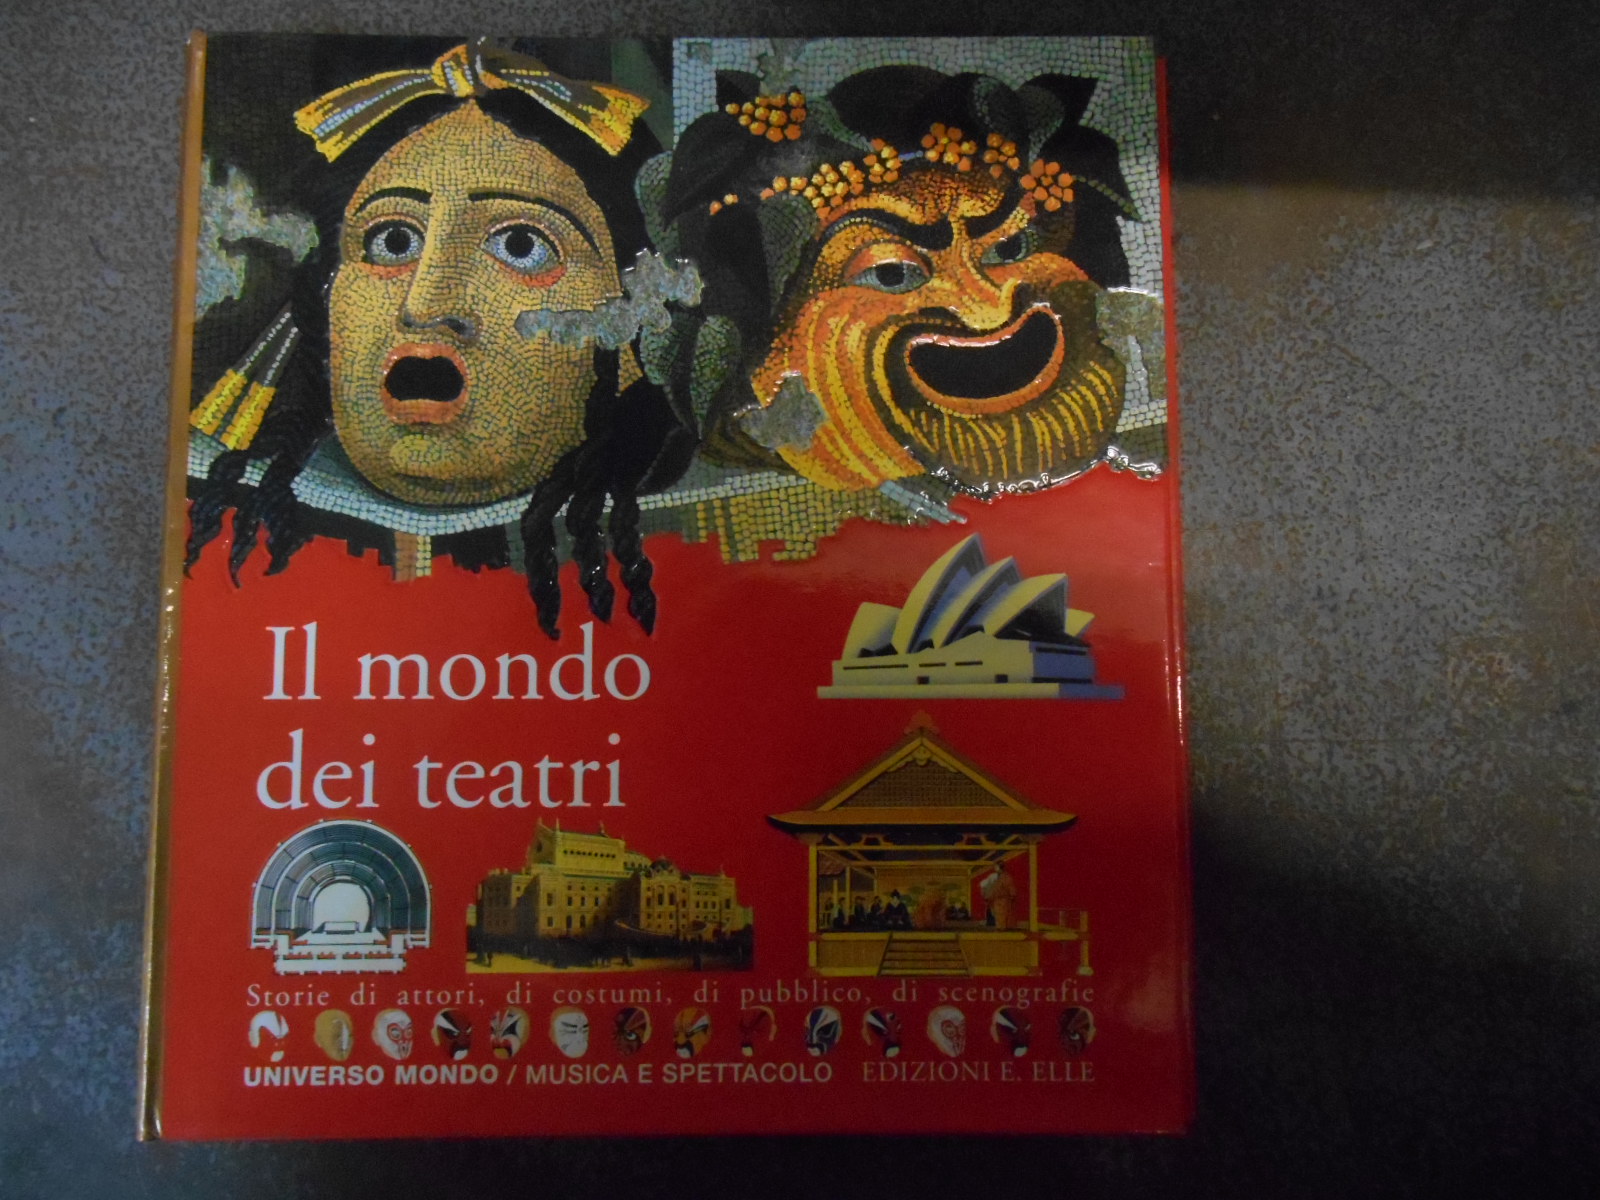 Il mondo
dei teatri
Storie di attori, di costumi, di pubblico, di scenografie
UNIVERSO MONDO / MUSICA E SPETTACOLO EDIZIONI E. ELLE